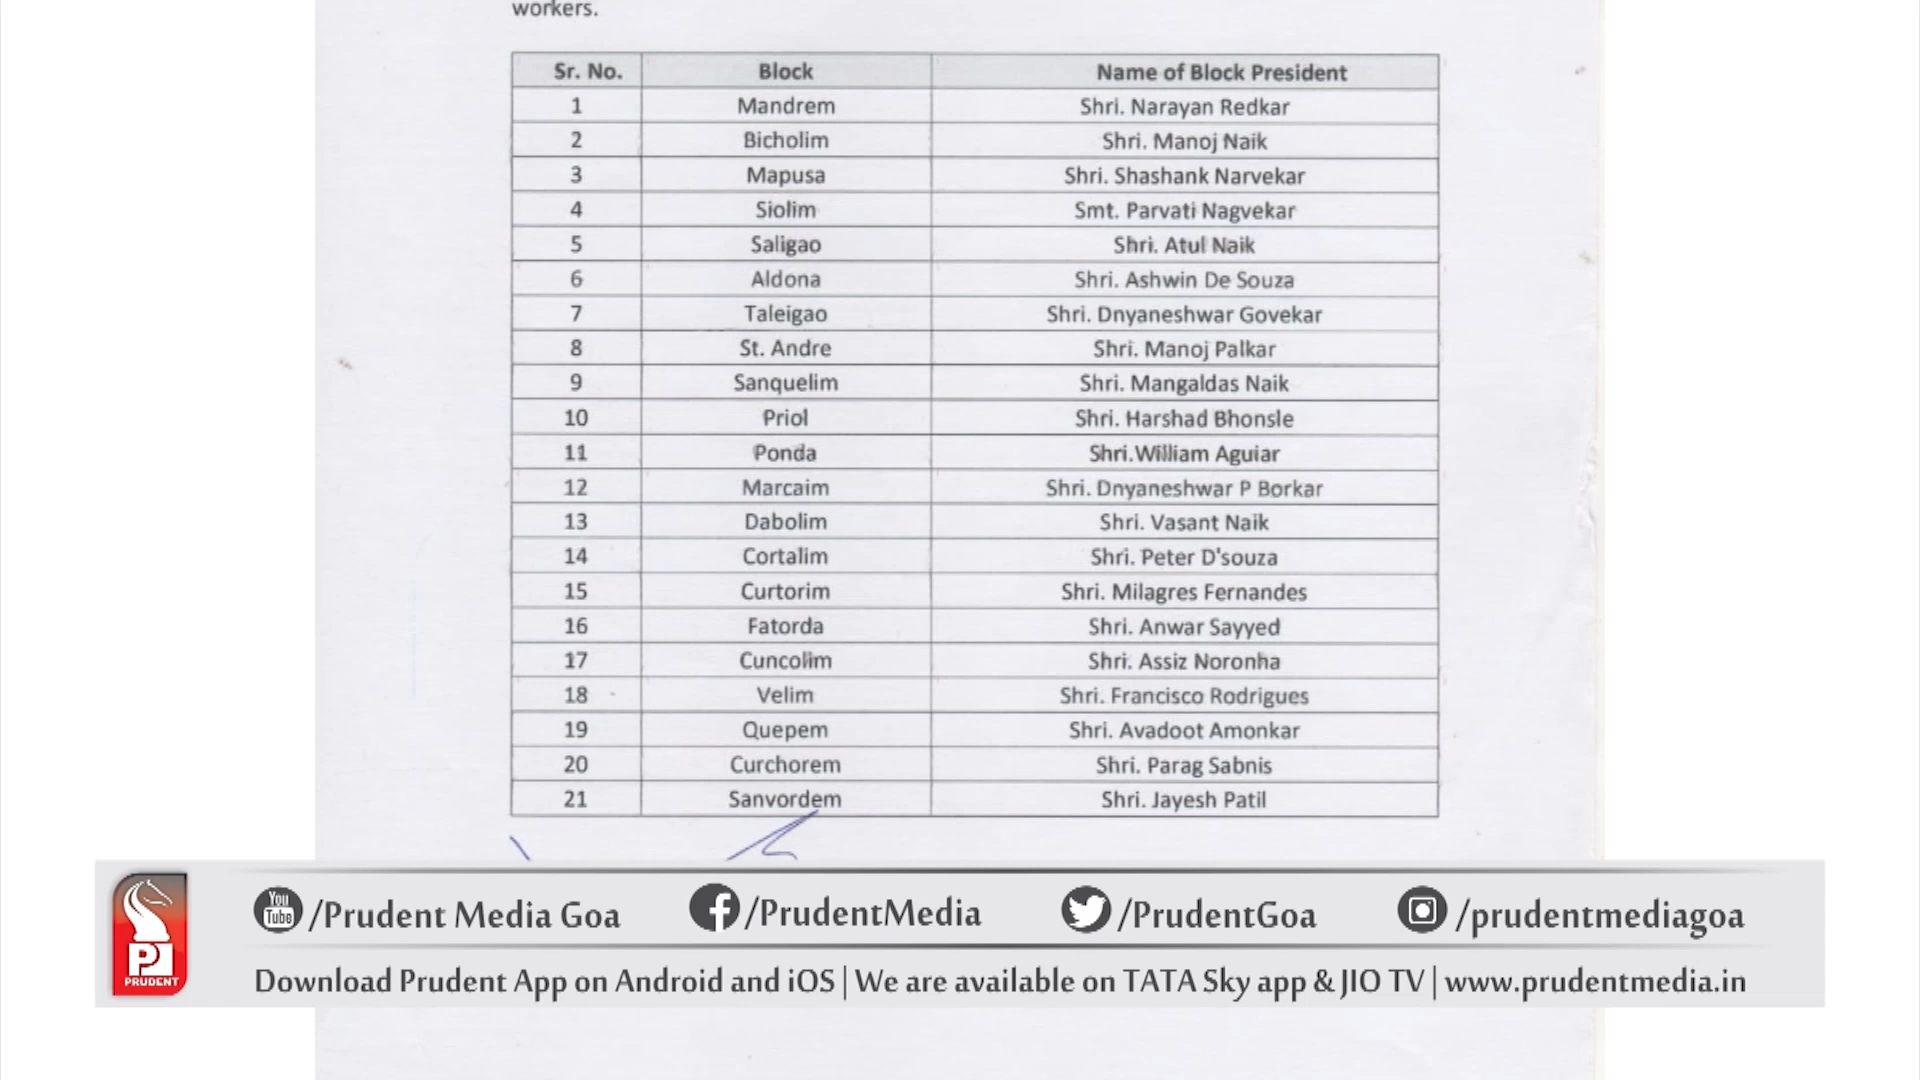 workers.
Sr. No. Block Name of Block President
1 Mandrem Shri. Narayan Redkar
2 Bicholim Shri. Manoj Naik
3 Mapusa Shri. Shashank Narvekar
4 Siolim Smt. Parvati Nagvekar
5 Saligao Shri. Atul Naik
6 Aldona Shri. Ashwin De Souza
7 Taleigao Shri. Dnyaneshwar Govekar
8 St. Andre Shri. Manoj Palkar
9 Sanquelim Shri. Mangaldas Naik
10 Priol Shri. Harshad Bhonsle
11 Ponda Shri.William Aguiar
12 Marcaim Shri. Dnyaneshwar P Borkar
13 Dabolim Shri. Vasant Naik
14 Cortalim Shri. Peter D'souza
15 Curtorim Shri. Milagres Fernandes
16 Fatorda Shri. Anwar Sayyed
17 Cuncolim Shri. Assiz Noronha
18 Velim Shri. Francisco Rodrigues
19 Quepem Shri. Avadoot Amonkar
20 Curchorem Shri. Parag Sabnis
21 Sanvordem Shri. Jayesh Patil
You Tube /Prudent Media Goa /PrudentMedia /PrudentGoa /prudentmediagoa
PRUDENT
Download Prudent App on Android and iOS | We are available on TATA Sky app & JIO TV | www.prudentmedia.in